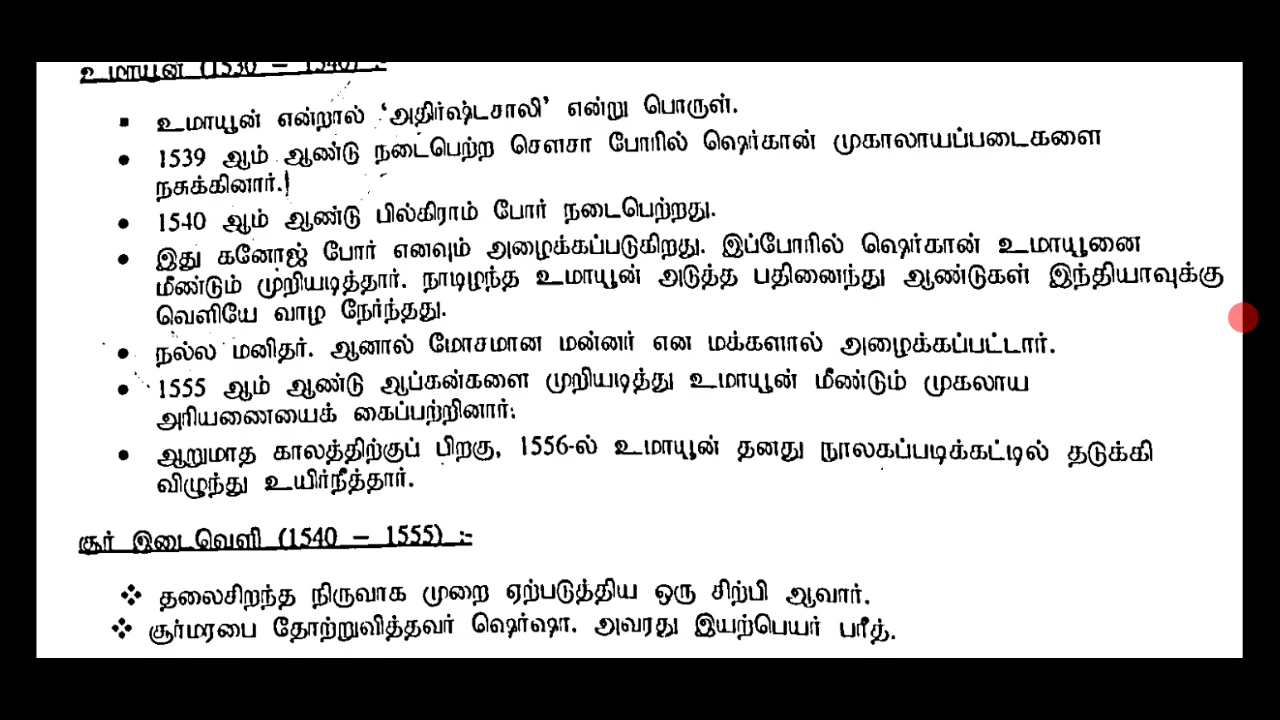 உமாயூன் (1530 – 1540) :-
▪ உமாயூன் என்றால் ‘அதிர்ஷ்டசாலி’ என்று பொருள்.
• 1539 ஆம் ஆண்டு நடைபெற்ற சௌசா போரில் ஷெர்கான் முகாலாயப்படைகளை
நசுக்கினார்.
• 1540 ஆம் ஆண்டு பில்கிராம் போர் நடைபெற்றது.
• இது கனோஜ் போர் எனவும் அழைக்கப்படுகிறது. இப்போரில் ஷெர்கான் உமாயூனை
மீண்டும் முறியடித்தார். நாடிழந்த உமாயூன் அடுத்த பதினைந்து ஆண்டுகள் இந்தியாவுக்கு
வெளியே வாழ நேர்ந்தது.
• நல்ல மனிதர். ஆனால் மோசமான மன்னர் என மக்களால் அழைக்கப்பட்டார்.
• 1555 ஆம் ஆண்டு ஆப்கன்களை முறியடித்து உமாயூன் மீண்டும் முகலாய
அரியணையைக் கைப்பற்றினார்.
• ஆறுமாத காலத்திற்குப் பிறகு, 1556-ல் உமாயூன் தனது நூலகப்படிக்கட்டில் தடுக்கி
விழுந்து உயிர்நீத்தார்.
சூர் இடைவெளி (1540 – 1555) :-
❖ தலைசிறந்த நிருவாக முறை ஏற்படுத்திய ஒரு சிற்பி ஆவார்.
❖ சூர்மரபை தோற்றுவித்தவர் ஷெர்ஷா. அவரது இயற்பெயர் பரீத்.